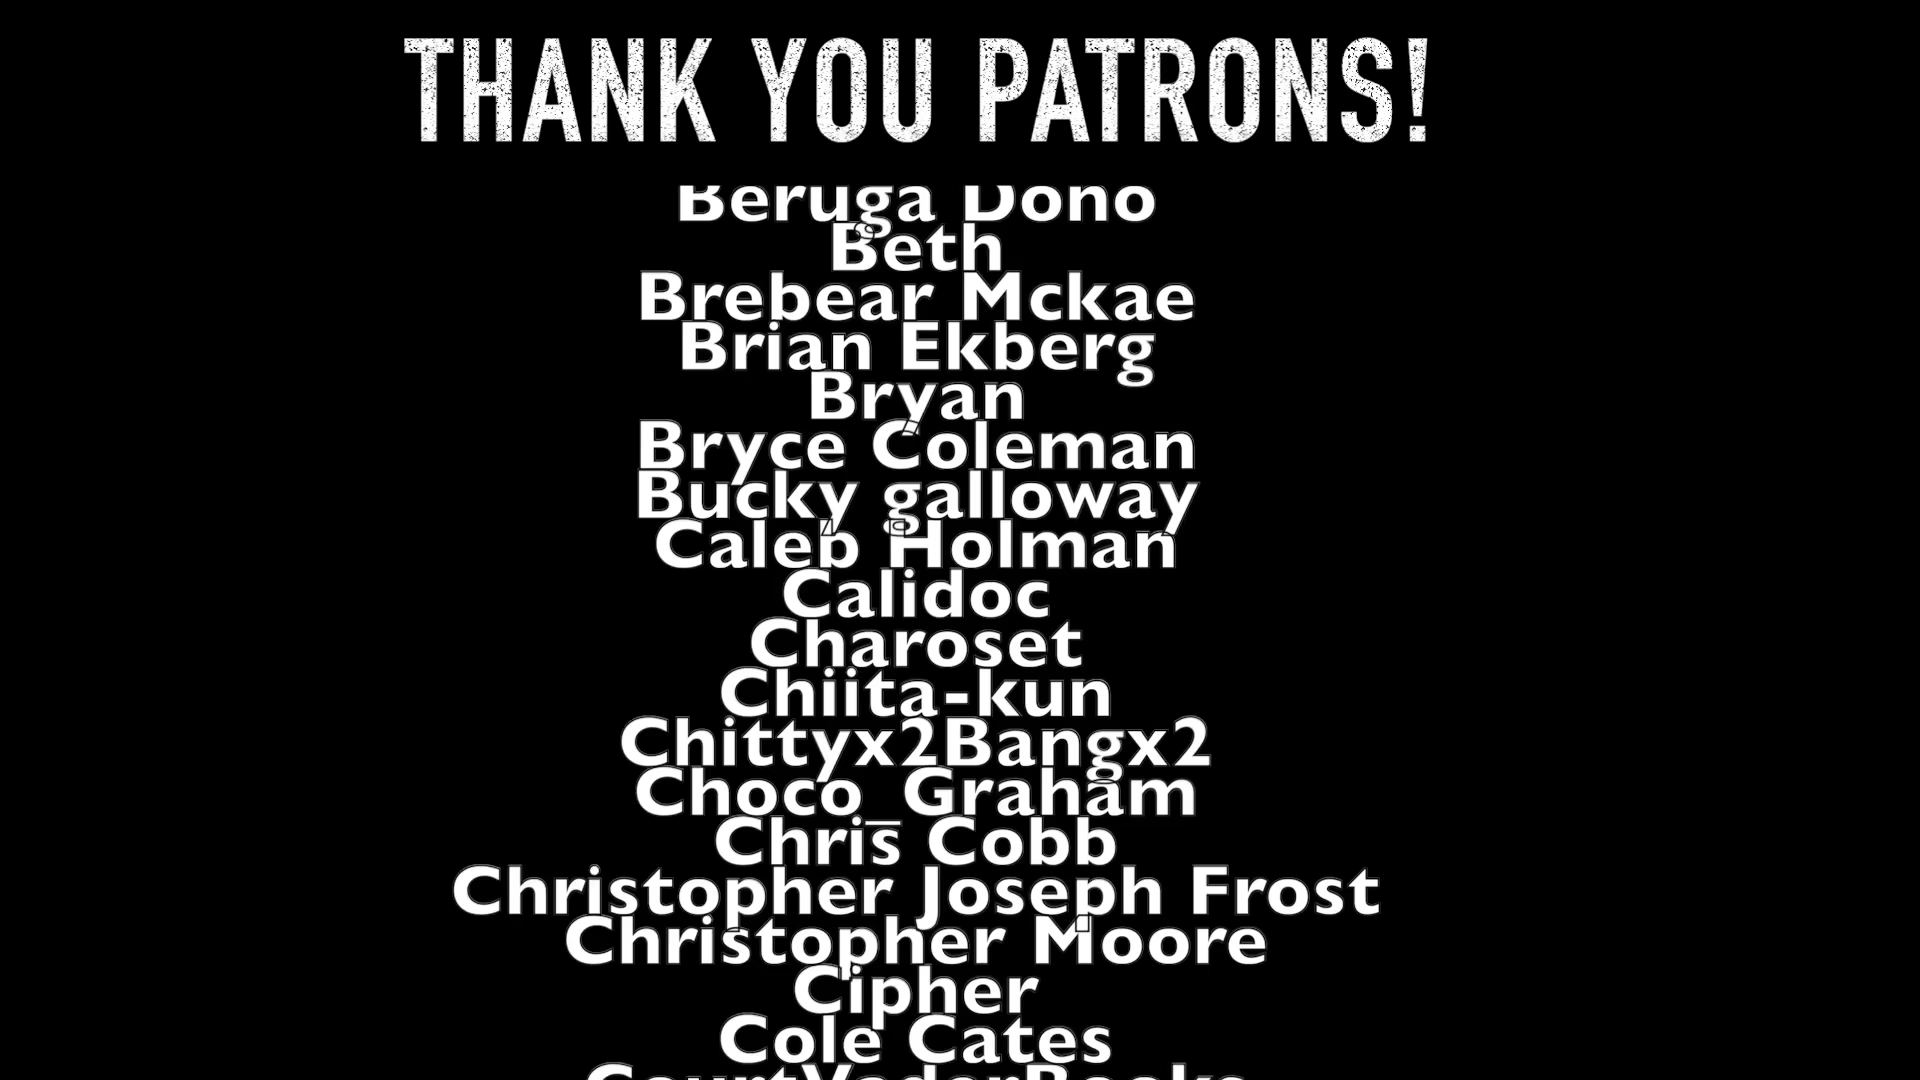 THANK YOU PATRONS!
Beruga Dono
Beth
Brebear Mckae
Brian Ekberg
Bryan
Bryce Coleman
Bucky galloway
Caleb Holman
Calidoc
Charoset
Chiita-kun
Chittyx2Bangx2
Choco_Graham
Chris Cobb
Christopher Joseph Frost
Christopher Moore
Cipher
Cole Cates